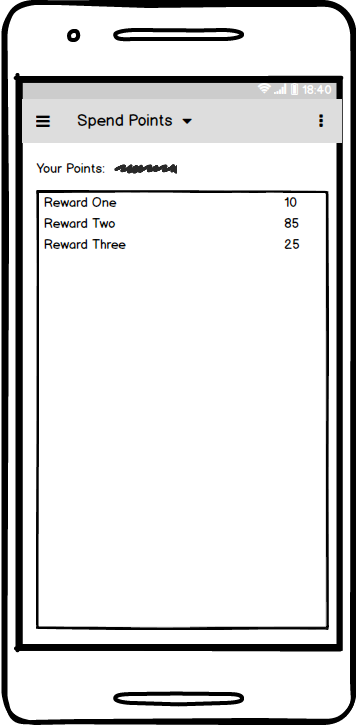 18:40
Spend Points
Your Points:
Reward One 10
Reward Two 85
Reward Three 25